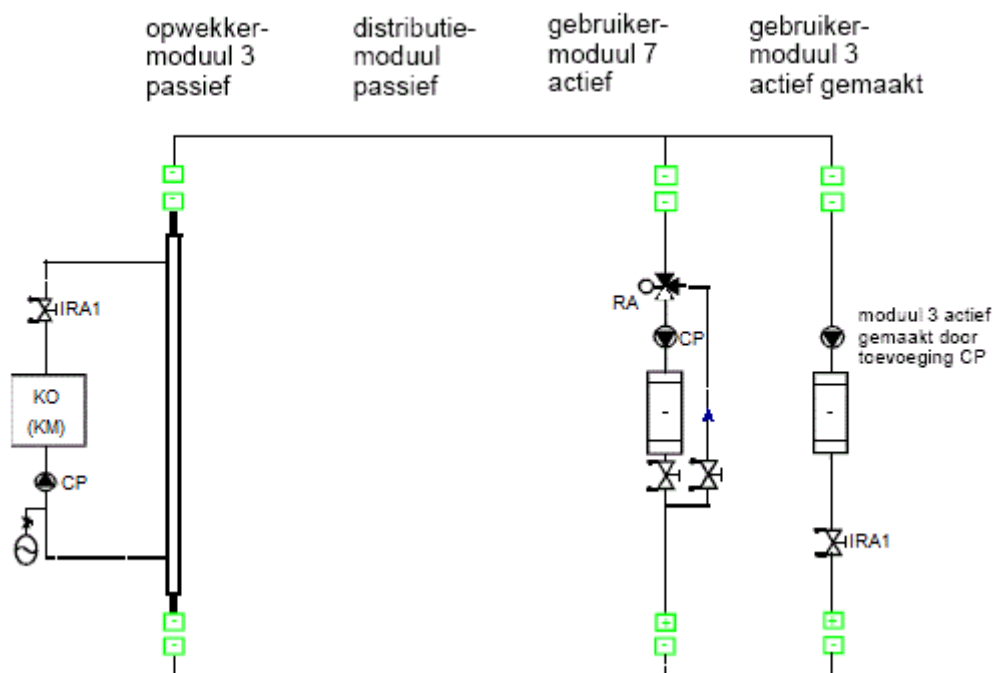 opwekker-
moduul 3
passief
distributie-
moduul
passief
gebruiker-
moduul 7
actief
gebruiker-
moduul 3
actief gemaakt
- - -
- - -
IRA1
RA
CP
moduul 3 actief
gemaakt door
toevoeging CP
KO
(KM)
- -
CP
IRA1
- + +
- - -